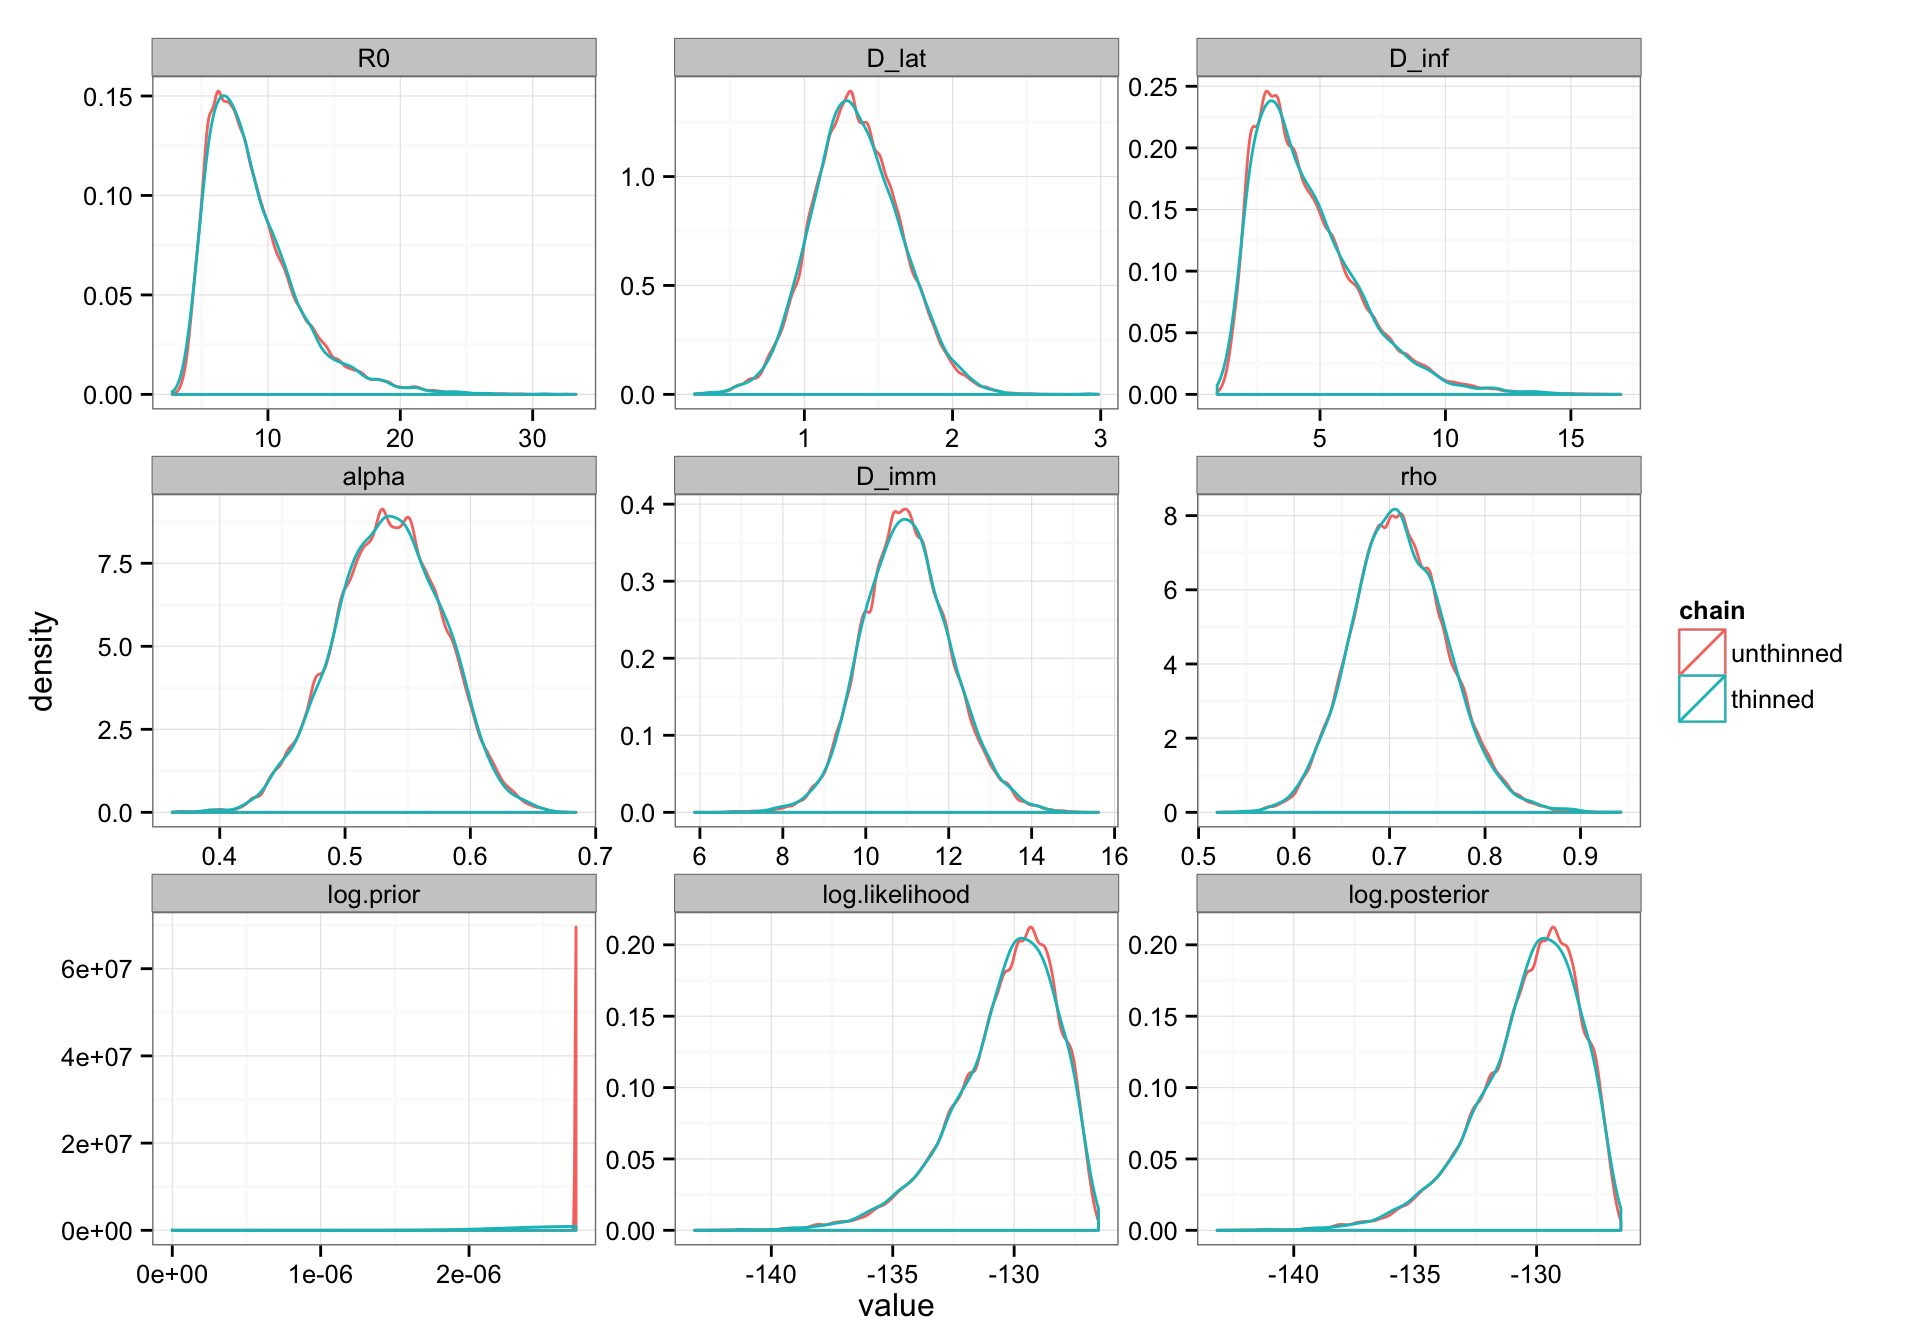 R0 D_lat D_inf
0.15 0.10 0.05 0.00
10 20 30
1.0 0.5 0.0
1 2 3
0.25 0.20 0.15 0.10 0.05 0.00
5 10 15
alpha D_imm rho
7.5 5.0 2.5 0.0
0.4 0.5 0.6 0.7
0.4 0.3 0.2 0.1 0.0
6 8 10 12 14 16
8 6 4 2 0
0.5 0.6 0.7 0.8 0.9
log.prior log.likelihood log.posterior
6e+07 4e+07 2e+07 0e+00
0e+00 1e-06 2e-06
0.20 0.15 0.10 0.05 0.00
-140 -135 -130
0.20 0.15 0.10 0.05 0.00
-140 -135 -130
density
value
chain
unthinned
thinned